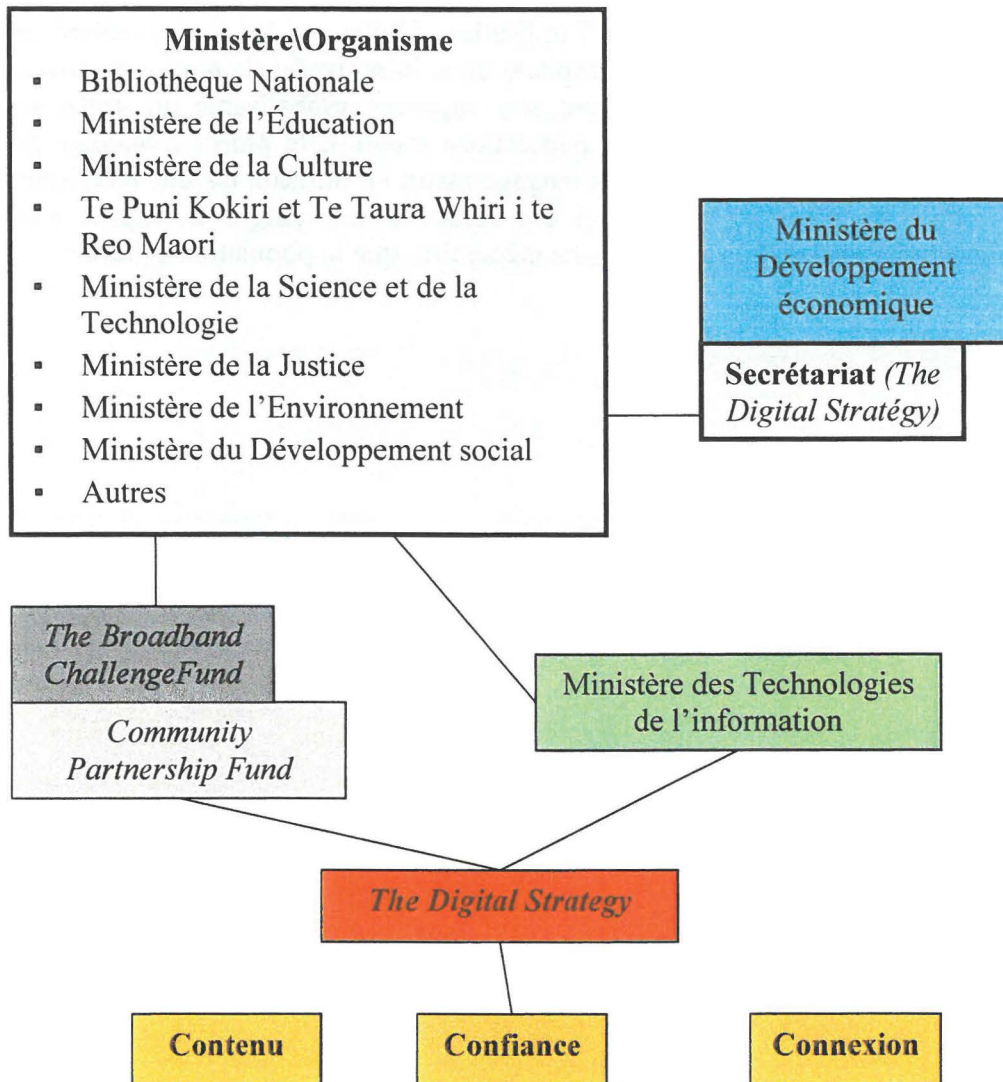 Ministère\Organisme
▪ Bibliothèque Nationale
▪ Ministère de l'Éducation
▪ Ministère de la Culture
▪ Te Puni Kokiri et Te Taura Whiri i te
Reo Maori
▪ Ministère de la Science et de la
Technologie
▪ Ministère de la Justice
▪ Ministère de l'Environnement
▪ Ministère du Développement social
▪ Autres
Ministère du
Développement
économique
Secrétariat (The
Digital Stratégy)
The Broadband
ChallengeFund
Community
Partnership Fund
Ministère des Technologies
de l'information
The Digital Strategy
Contenu
Confiance
Connexion